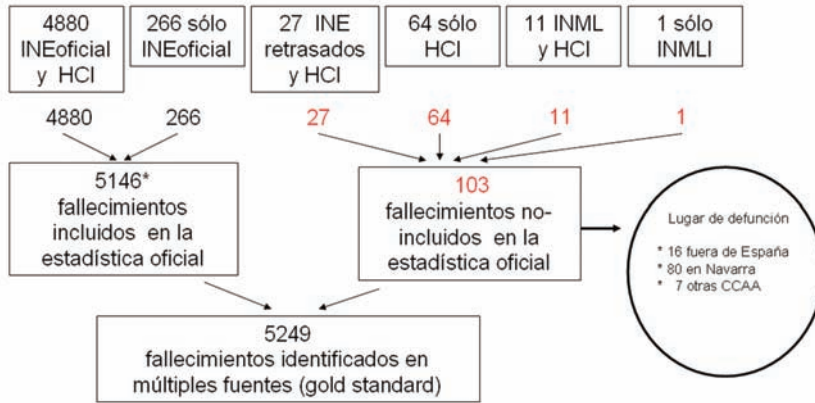 4880
INEoficial
y HCI
266 sólo
INEoficial
27 INE
retrasados
y HCI
64 sólo
HCI
11 INML
y HCI
1 sólo
INMLI
4880
266
27
64
11
1
5146*
fallecimientos
incluidos en la
estadística oficial
103
fallecimientos no-
incluidos en la
estadística oficial
Lugar de defunción
* 16 fuera de España
* 80 en Navarra
* 7 otras CCAA
5249
fallecimientos identificados en
múltiples fuentes (gold standard)